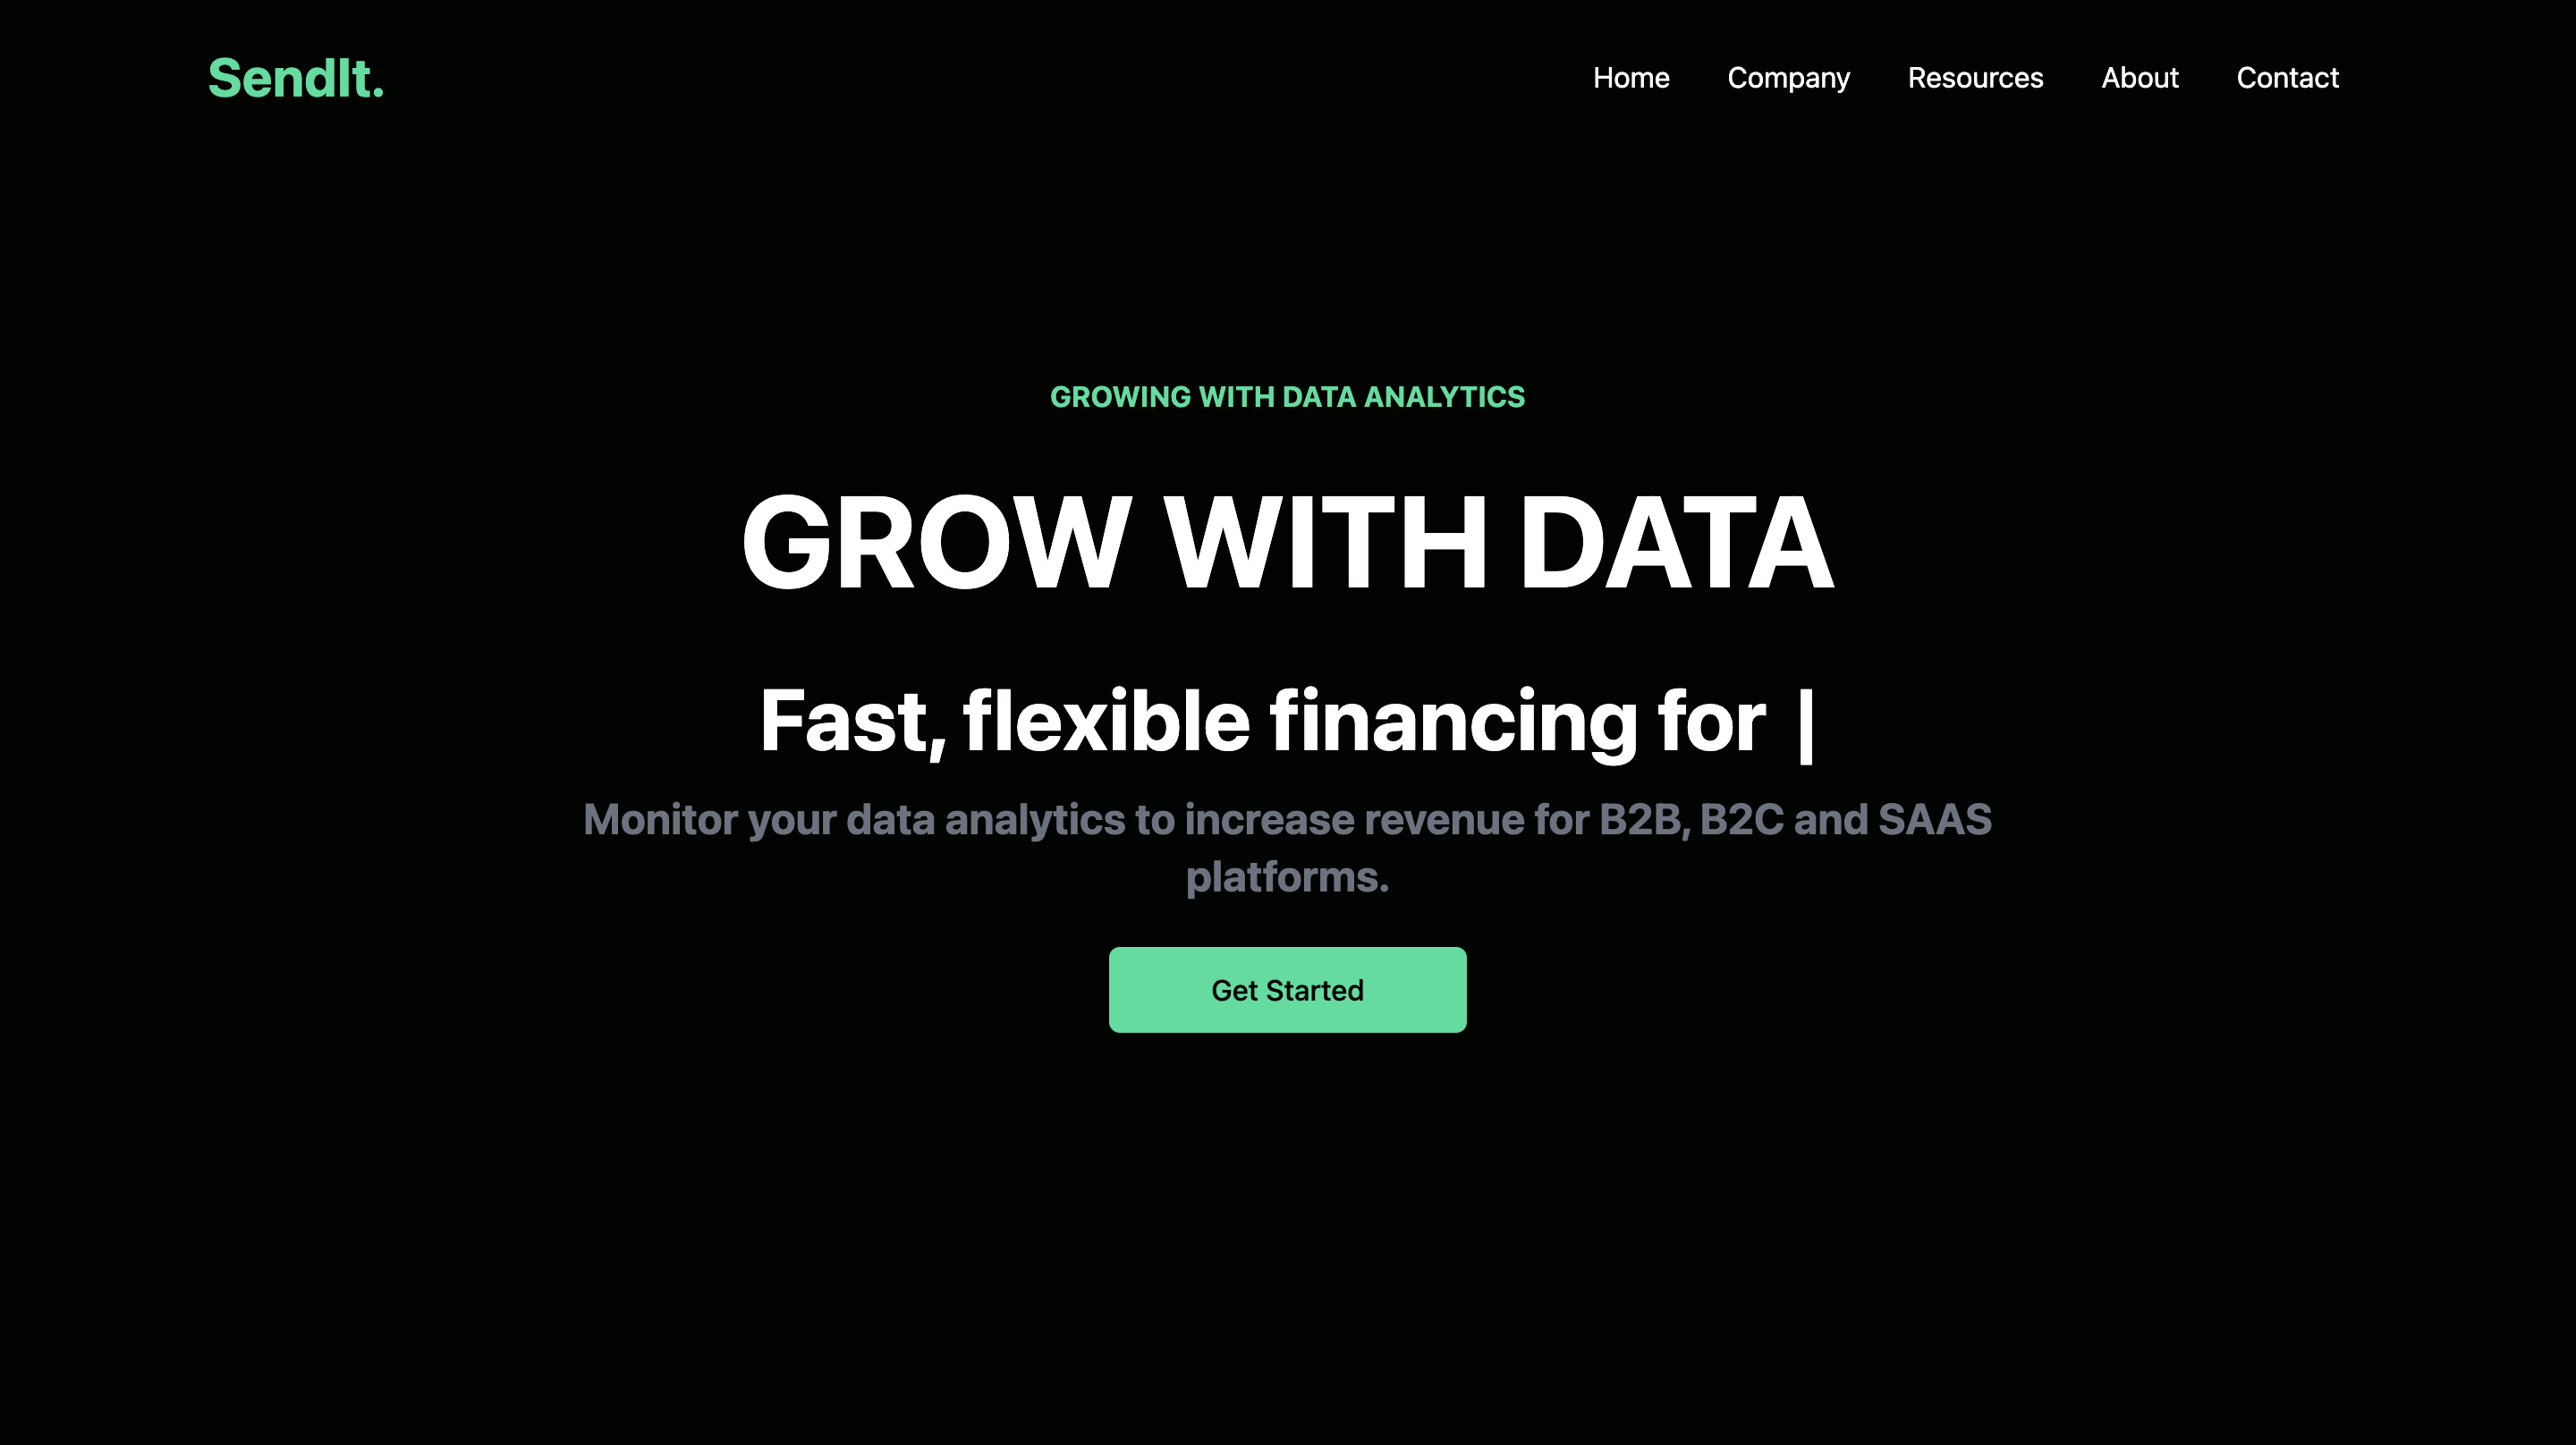 SendIt.
Home Company Resources About Contact
GROWING WITH DATA ANALYTICS
GROW WITH DATA
Fast, flexible financing for |
Monitor your data analytics to increase revenue for B2B, B2C and SAAS
platforms.
Get Started